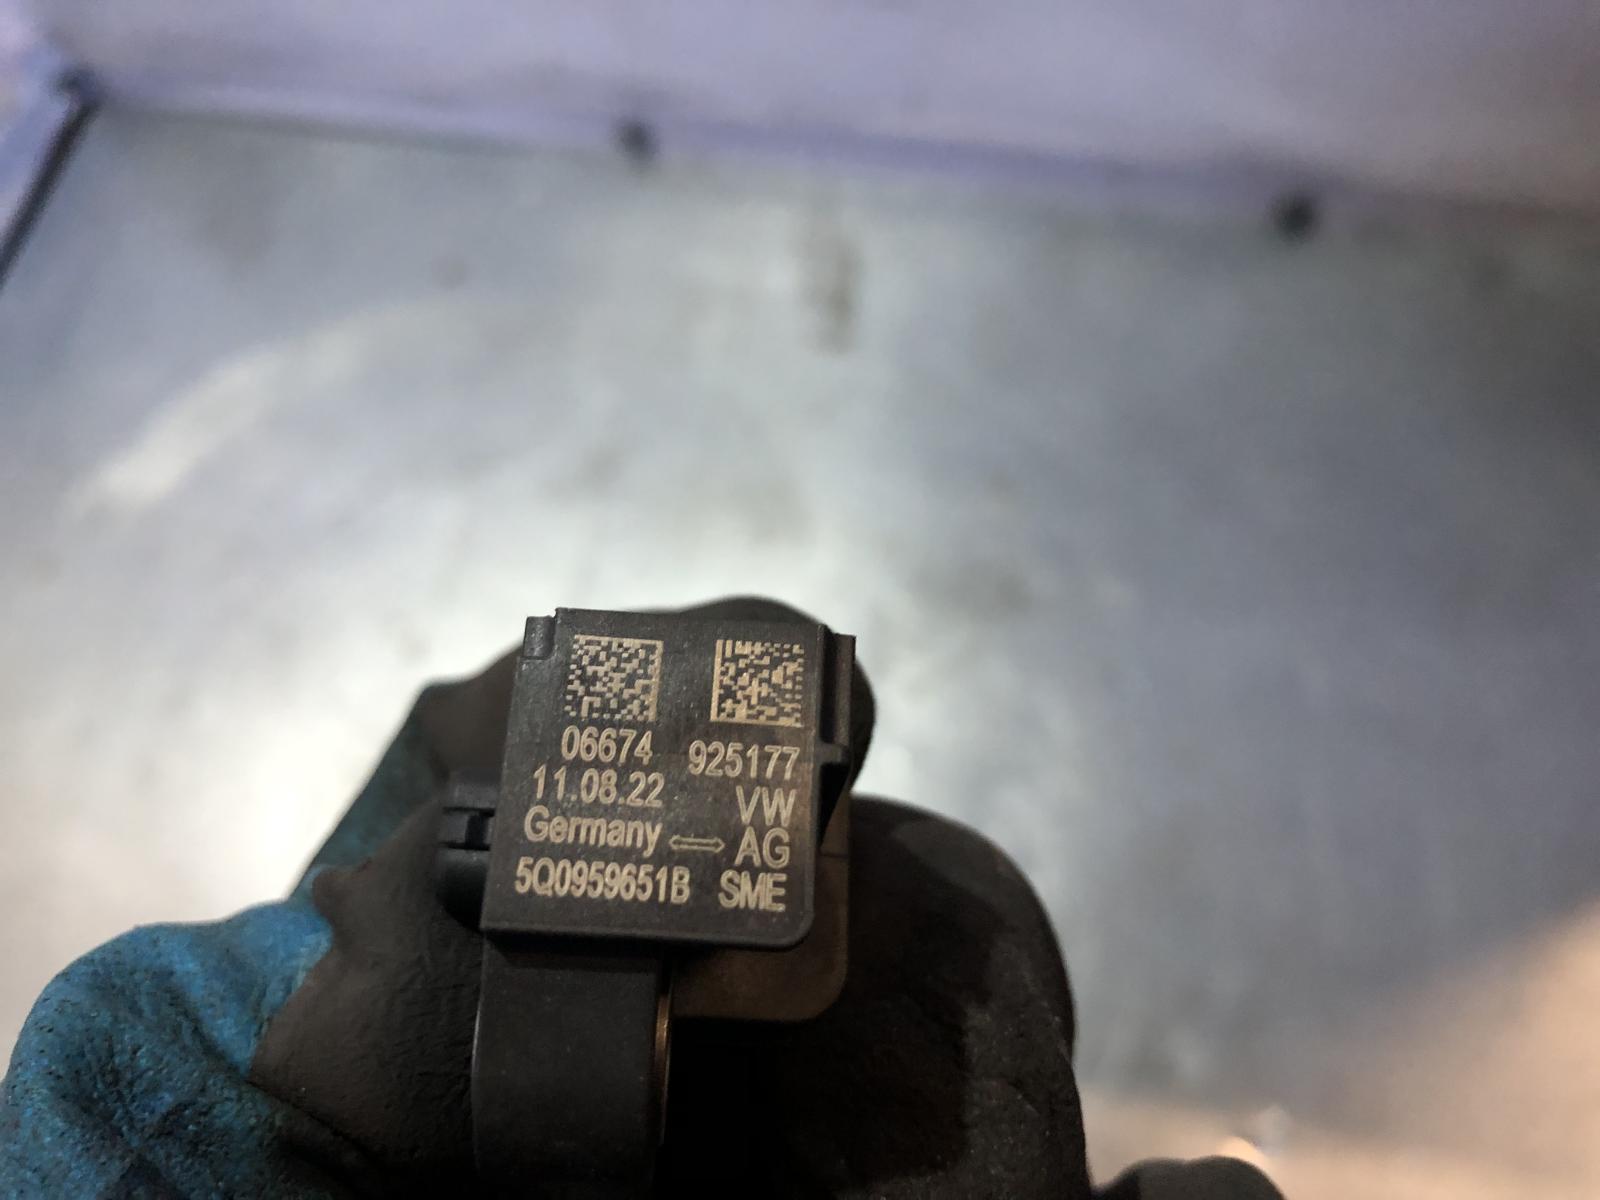 06674 925177
11.08.22 VW
Germany AG
5Q0959651B SME